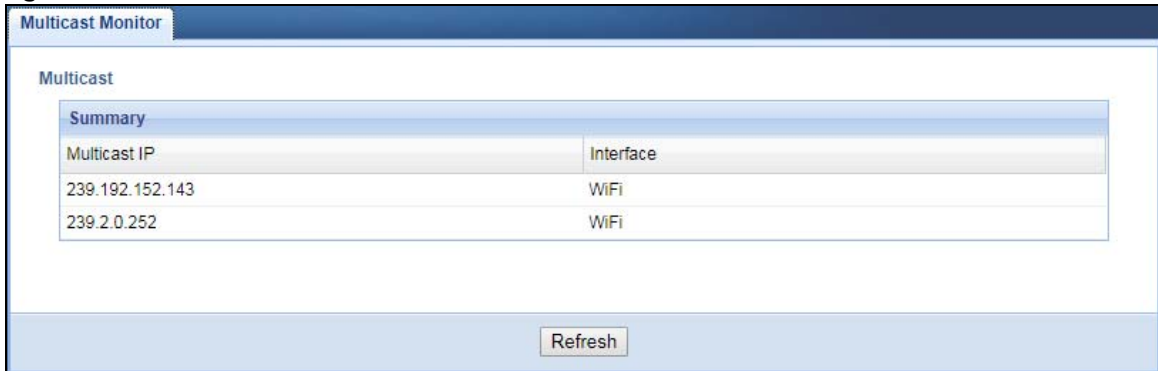 Multicast Monitor
Multicast
Summary
Multicast IP Interface
239.192.152.143 WiFi
239.2.0.252 WiFi
Refresh